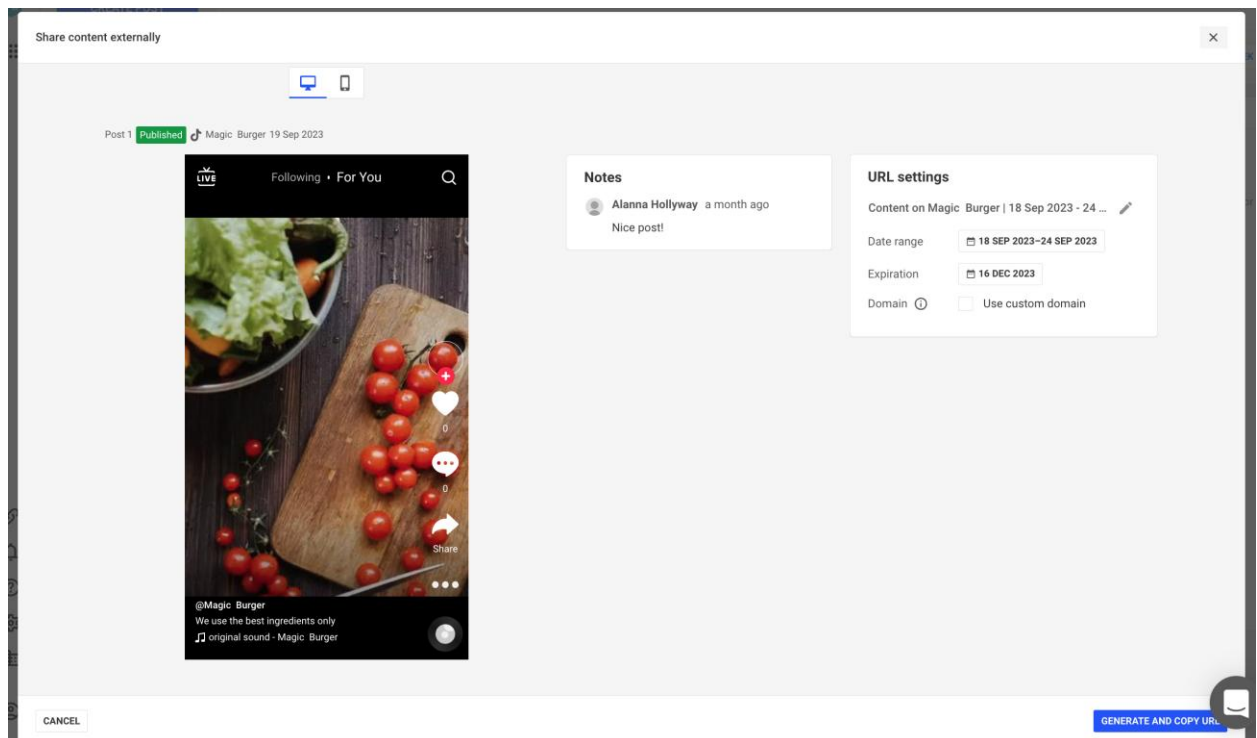 Share content externally
Post 1 Published Magic Burger 19 Sep 2023
LIVE
Following • For You
0
0
Share
@Magic Burger
We use the best ingredients only
original sound - Magic Burger
Notes
Alanna Hollyway a month ago
Nice post!
URL settings
Content on Magic Burger | 18 Sep 2023 - 24 ...
Date range 18 SEP 2023–24 SEP 2023
Expiration 16 DEC 2023
Domain Use custom domain
CANCEL
GENERATE AND COPY URL